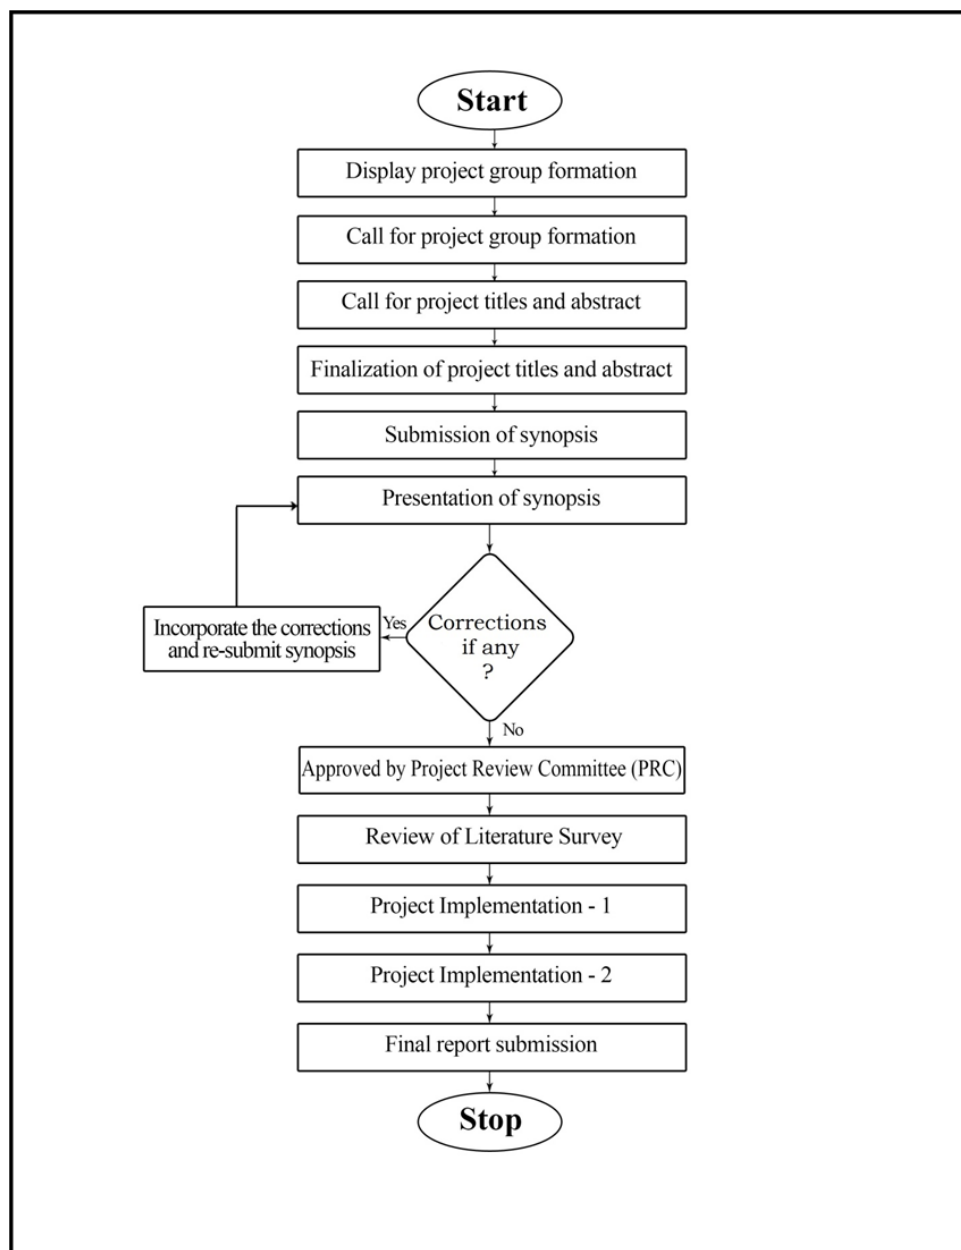 Start
Display project group formation
Call for project group formation
Call for project titles and abstract
Finalization of project titles and abstract
Submission of synopsis
Presentation of synopsis
Corrections
if any
?
Yes
Incorporate the corrections
and re-submit synopsis
No
Approved by Project Review Committee (PRC)
Review of Literature Survey
Project Implementation - 1
Project Implementation - 2
Final report submission
Stop